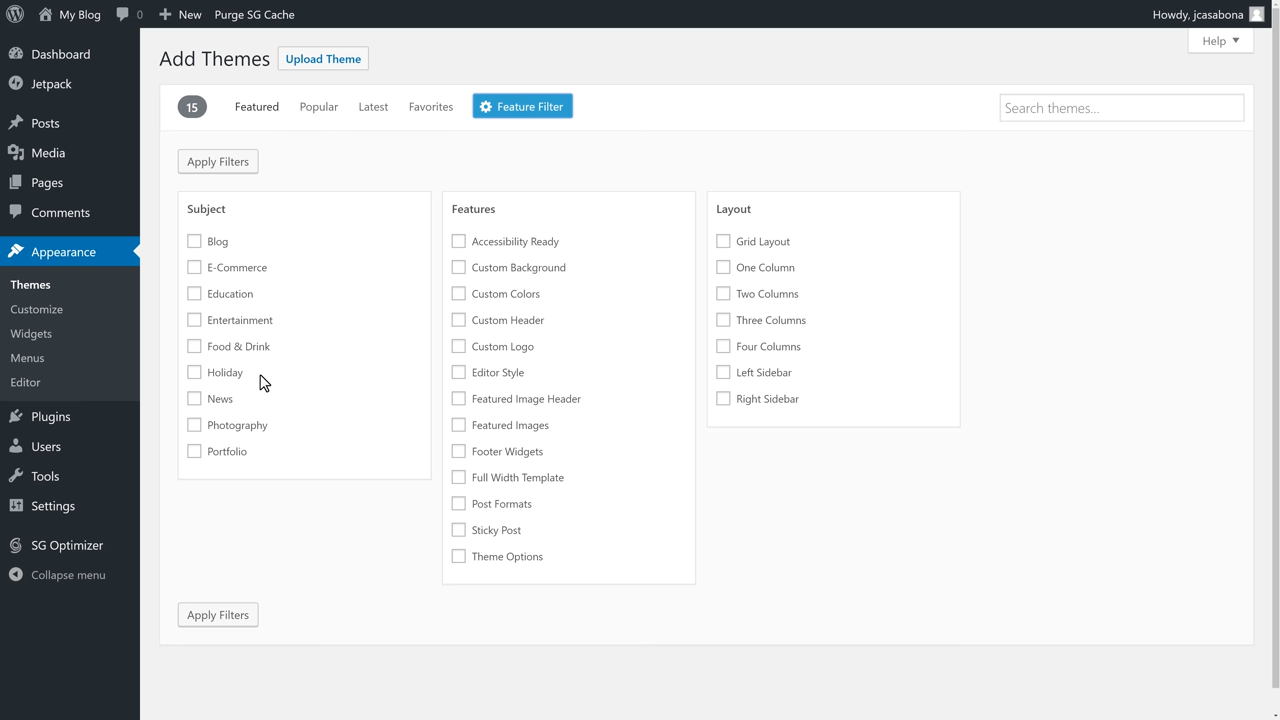 My Blog 0 New Purge SG Cache Howdy, jcasabona
Dashboard
Jetpack
Posts
Media
Pages
Comments
Appearance
Themes
Customize
Widgets
Menus
Editor
Plugins
Users
Tools
Settings
SG Optimizer
Collapse menu
Help
Add Themes Upload Theme
15 Featured Popular Latest Favorites Feature Filter Search themes...
Apply Filters
Subject
Blog
E-Commerce
Education
Entertainment
Food & Drink
Holiday
News
Photography
Portfolio
Features
Accessibility Ready
Custom Background
Custom Colors
Custom Header
Custom Logo
Editor Style
Featured Image Header
Featured Images
Footer Widgets
Full Width Template
Post Formats
Sticky Post
Theme Options
Layout
Grid Layout
One Column
Two Columns
Three Columns
Four Columns
Left Sidebar
Right Sidebar
Apply Filters